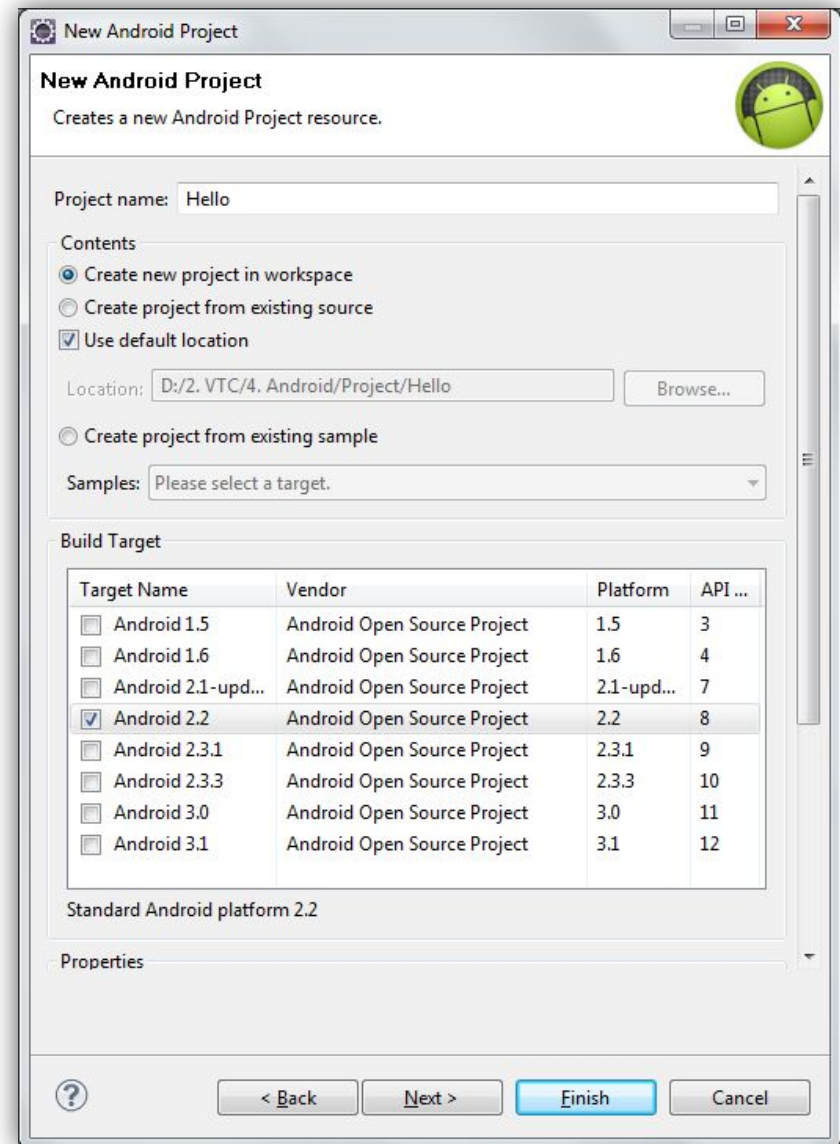 New Android Project
New Android Project
Creates a new Android Project resource.
Project name: Hello
Contents
Create new project in workspace
Create project from existing source
Use default location
Location: D:/2. VTC/4. Android/Project/Hello Browse...
Create project from existing sample
Samples: Please select a target.
Build Target
Target Name Vendor Platform API ...
Android 1.5 Android Open Source Project 1.5 3
Android 1.6 Android Open Source Project 1.6 4
Android 2.1-upd... Android Open Source Project 2.1-upd... 7
Android 2.2 Android Open Source Project 2.2 8
Android 2.3.1 Android Open Source Project 2.3.1 9
Android 2.3.3 Android Open Source Project 2.3.3 10
Android 3.0 Android Open Source Project 3.0 11
Android 3.1 Android Open Source Project 3.1 12
Standard Android platform 2.2
Properties
? < Back Next > Finish Cancel